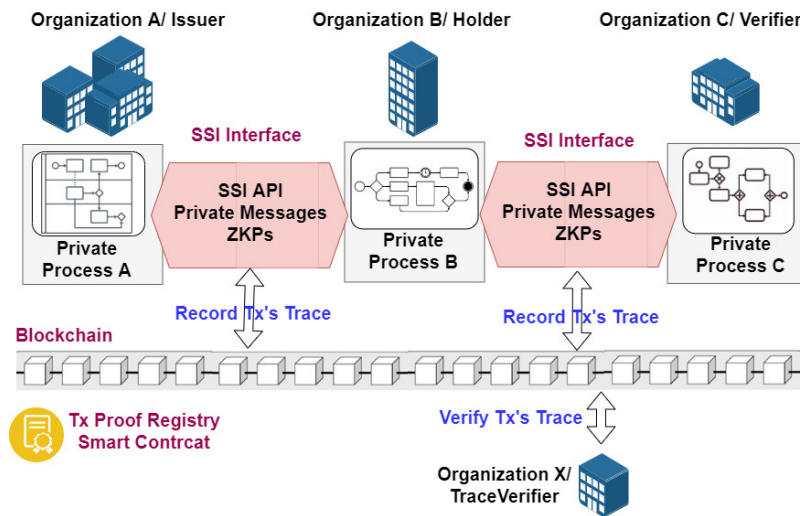 Organization A/ Issuer
Organization B/ Holder
Organization C/ Verifier
SSI Interface
SSI Interface
SSI API
Private Messages
ZKPs
SSI API
Private Messages
ZKPs
Private
Process A
Private
Process B
Private
Process C
Record Tx's Trace
Record Tx's Trace
Blockchain
Tx Proof Registry
Smart Contrcat
Verify Tx's Trace
Organization X/
TraceVerifier